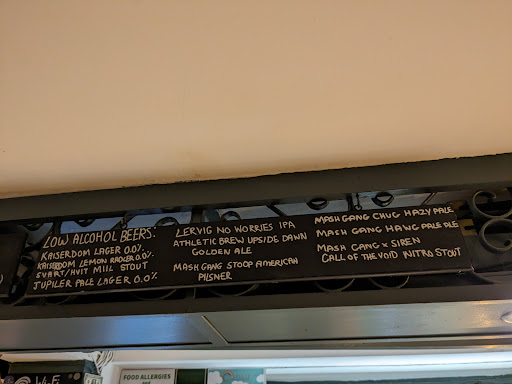 LOW ALCOHOL BEERS:
KAISERDOM LAGER 0.0%
KAISERDOM LEMON RADLER 0.0%
SVART/HVIT MILL STOUT
JUPILER PALE LAGER 0.0%
LERVIG NO WORRIES IPA
ATHLETIC BREW UPSIDE DAWN
GOLDEN ALE
MASH GANG STOOP AMERICAN
PILSNER
MASH GANG CHUG HAZY PALE
MASH GANG HAWG PALE ALE
MASH GANG x SIREN
CALL OF THE VOID NITRO STOUT
FOOD ALLERGIES
Wi-Fi